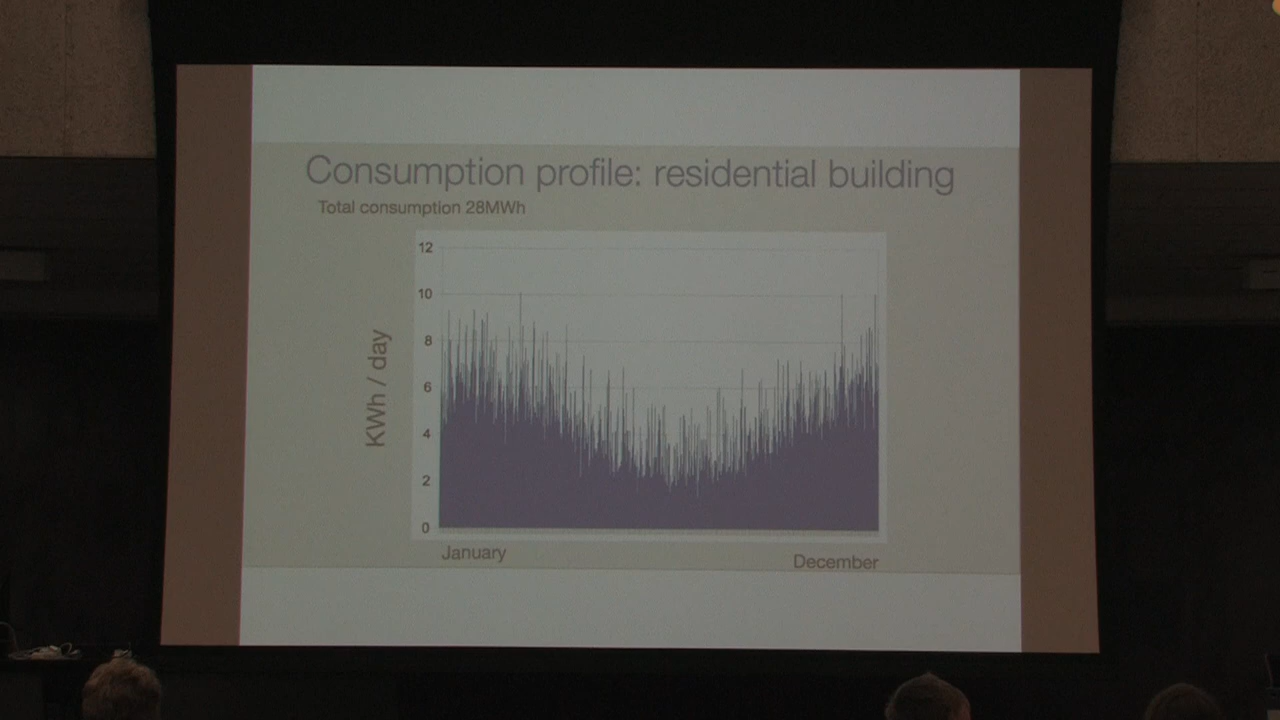 Consumption profile: residential building
Total consumption 28MWh
KWh / day
12
10
8
6
4
2
0
January
December